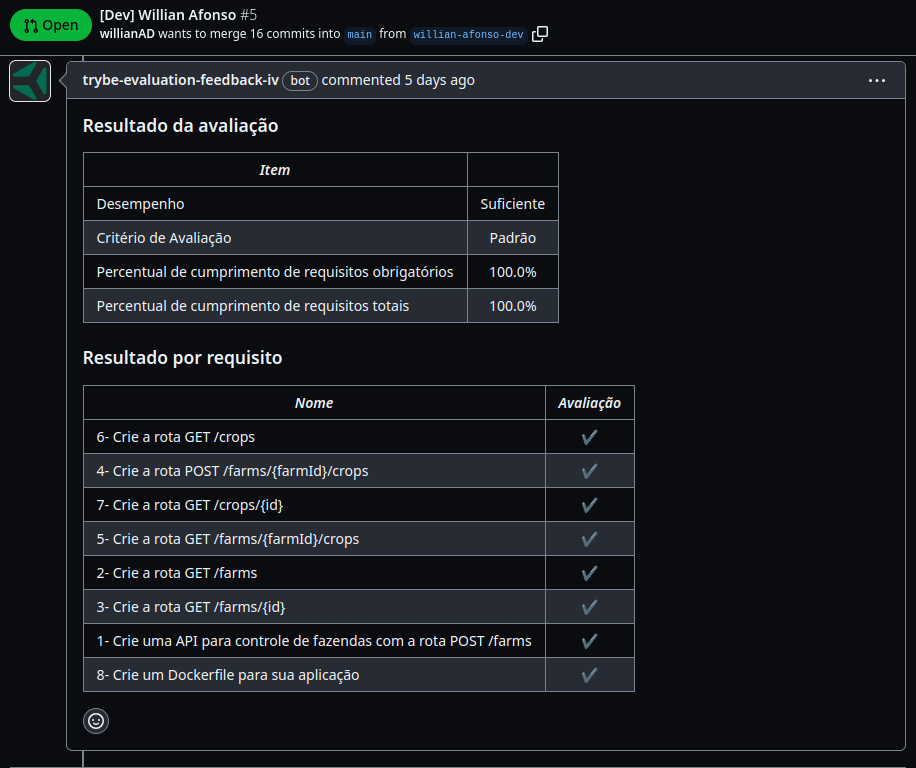 Open
[Dev] Willian Afonso #5
willianAD wants to merge 16 commits into main from willian-afonso-dev
trybe-evaluation-feedback-iv bot commented 5 days ago
Resultado da avaliação
Item
Desempenho Suficiente
Critério de Avaliação Padrão
Percentual de cumprimento de requisitos obrigatórios 100.0%
Percentual de cumprimento de requisitos totais 100.0%
Resultado por requisito
Nome Avaliação
6- Crie a rota GET /crops ✔
4- Crie a rota POST /farms/{farmId}/crops ✔
7- Crie a rota GET /crops/{id} ✔
5- Crie a rota GET /farms/{farmId}/crops ✔
2- Crie a rota GET /farms ✔
3- Crie a rota GET /farms/{id} ✔
1- Crie uma API para controle de fazendas com a rota POST /farms ✔
8- Crie um Dockerfile para sua aplicação ✔